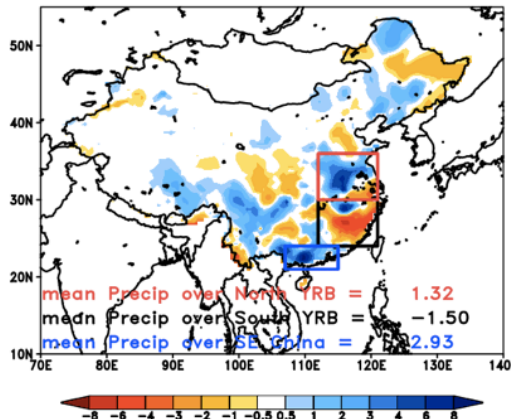 50N
40N
30N
20N
mean Precip over North YRB = 1.32
mean Precip over South YRB = -1.50
mean Precip over SE China = 2.93
10N
70E 80E 90E 100E 110E 120E 130E 140
-8 -6 -4 -2 -1 -0.5 0.5 1 2 3 4 6 8